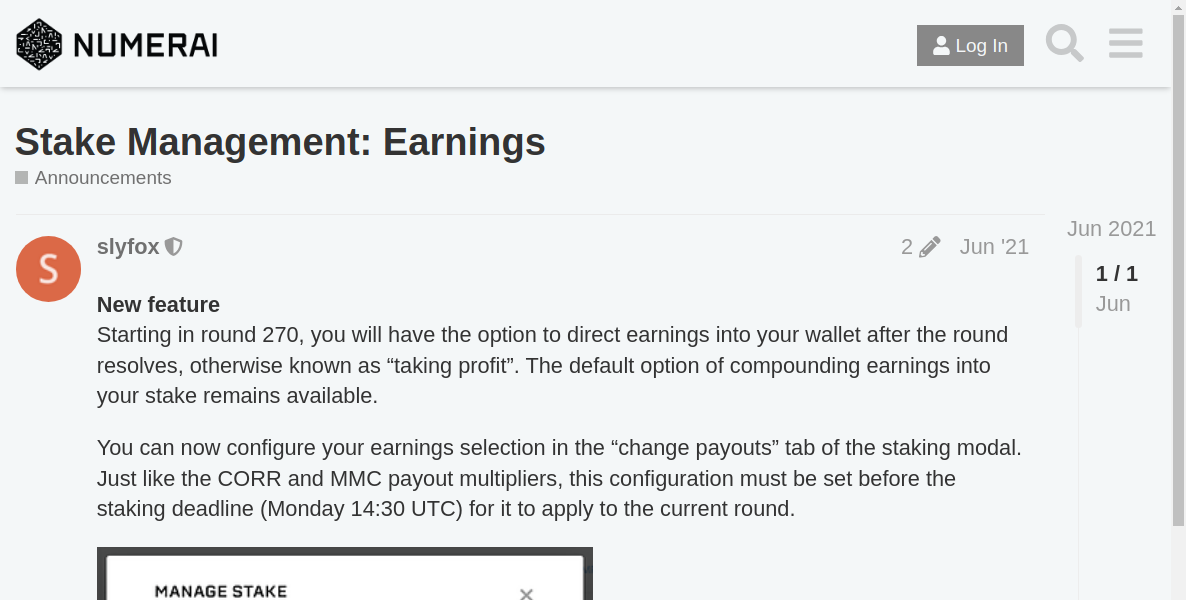 NUMERAI
Log In
Stake Management: Earnings
Announcements
Jun 2021
slyfox
2
Jun '21
1 / 1
Jun
S
New feature
Starting in round 270, you will have the option to direct earnings into your wallet after the round
resolves, otherwise known as “taking profit”. The default option of compounding earnings into
your stake remains available.
You can now configure your earnings selection in the “change payouts” tab of the staking modal.
Just like the CORR and MMC payout multipliers, this configuration must be set before the
staking deadline (Monday 14:30 UTC) for it to apply to the current round.
MANAGE STAKE